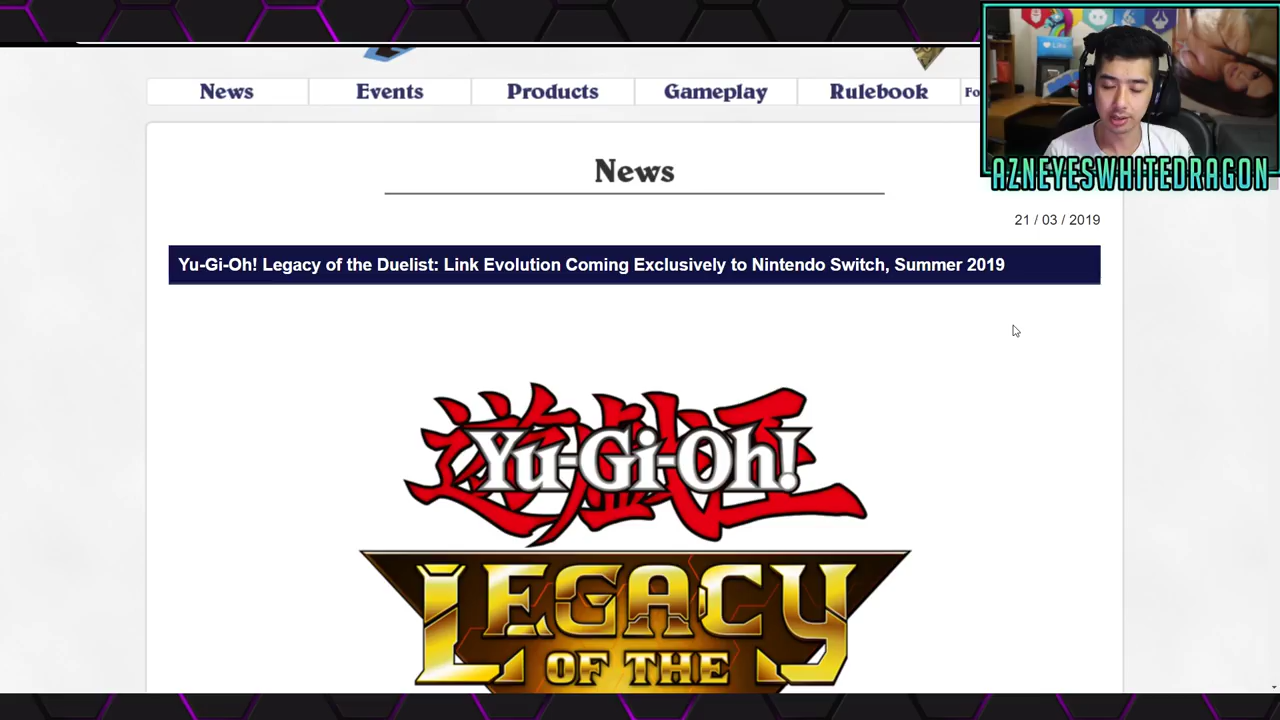 News Events Products Gameplay Rulebook Fo
AZNEYESWHITEDRAGON
News
21 / 03 / 2019
Yu-Gi-Oh! Legacy of the Duelist: Link Evolution Coming Exclusively to Nintendo Switch, Summer 2019
遊戯王
Yu-Gi-Oh!
LEGACY
OF THE